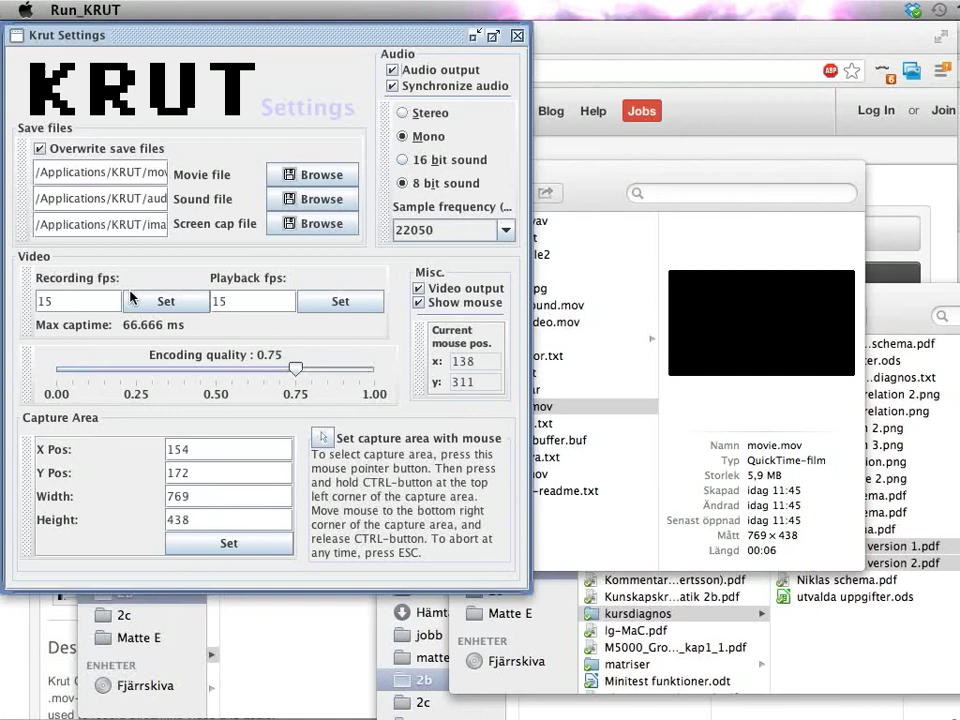 Run_KRUT
Krut Settings
KRUT Settings
Save files
Overwrite save files
/Applications/KRUT/mov
Movie file
Browse
/Applications/KRUT/aud
Sound file
Browse
/Applications/KRUT/ima
Screen cap file
Browse
Audio
Audio output
Synchronize audio
Stereo
Mono
16 bit sound
8 bit sound
Sample frequency (...
22050
Video
Recording fps:
Playback fps:
15
Set
15
Set
Max captime: 66.666 ms
Encoding quality : 0.75
0.00 0.25 0.50 0.75 1.00
Misc.
Video output
Show mouse
Current
mouse pos.
x: 138
y: 311
Capture Area
X Pos: 154
Y Pos: 172
Width: 769
Height: 438
Set
Set capture area with mouse
To select capture area, press this
mouse pointer button. Then press
and hold CTRL-button at the top
left corner of the capture area.
Move mouse to the bottom right
corner of the capture area, and
release CTRL-button. To abort at
any time, press ESC.
ABP
6
Blog Help Jobs Log In or Join
ound.mov
deo.mov
or.txt
mov
.txt
buffer.buf
va.txt
ov
-readme.txt
Namn movie.mov
Typ QuickTime-film
Storlek 5,9 MB
Skapad idag 11:45
Ändrad idag 11:45
Senast öppnad idag 11:45
Mått 769 × 438
Längd 00:06
schema.pdf
fter.ods
...diagnos.txt
relation 2.png
relation.png
2.png
3.png
ion.png
sion 2.png
ma.pdf
ma.pdf
ma.pdf
version 1.pdf
version 2.pdf
Niklas schema.pdf
utvalda uppgifter.ods
Kommentar...ertsson).pdf
Kunskapskr...atik 2b.pdf
kursdiagnos
lg-MaC.pdf
M5000_Gro..._kap1_1.pdf
matriser
Minitest funktioner.odt
2b
2c
Matte E
ENHETER
Fjärrskiva
Hämta
jobb
matte
2b
2c
Matte E
ENHETER
Fjärrskiva
Des
Krut C
.mov-